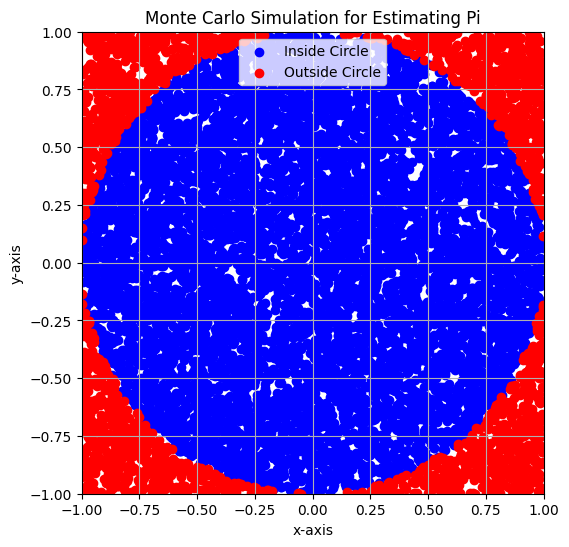 Monte Carlo Simulation for Estimating Pi
Inside Circle
Outside Circle
1.00
0.75
0.50
0.25
0.00
−0.25
−0.50
−0.75
−1.00
y-axis
−1.00 −0.75 −0.50 −0.25 0.00 0.25 0.50 0.75 1.00
x-axis